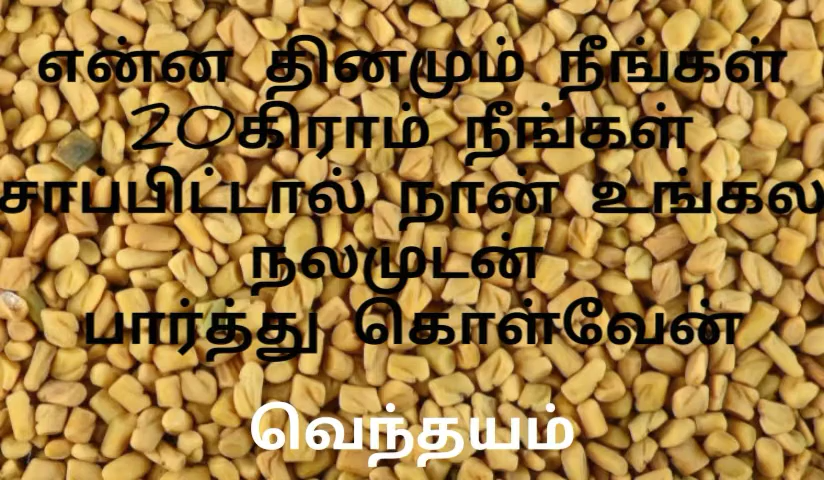 என்ன தினமும் நீங்கள்
20கிராம் நீங்கள்
சாப்பிட்டால் நான் உங்கல
நலமுடன்
பார்த்து கொள்வேன்
வெந்தயம்